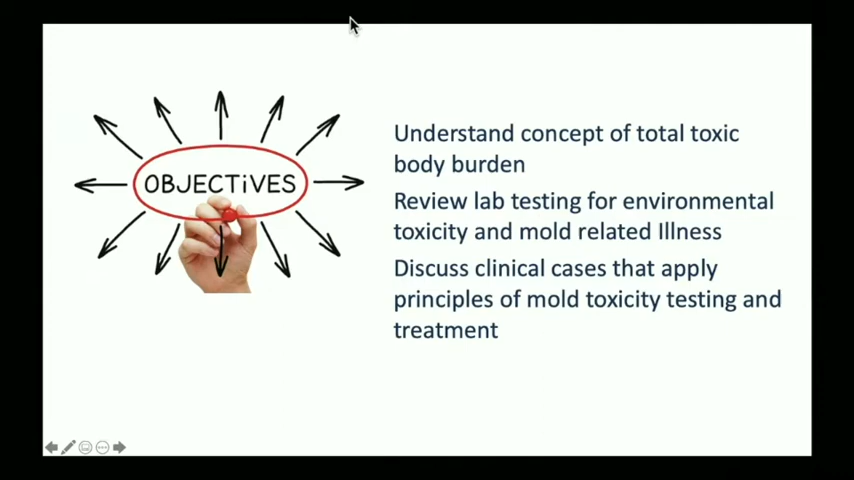 OBJECTiVES
Understand concept of total toxic
body burden
Review lab testing for environmental
toxicity and mold related Illness
Discuss clinical cases that apply
principles of mold toxicity testing and
treatment